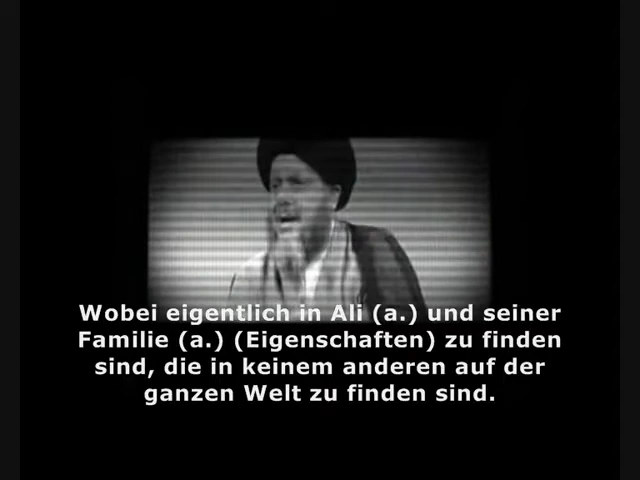 Wobei eigentlich in Ali (a.) und seiner
Familie (a.) (Eigenschaften) zu finden
sind, die in keinem anderen auf der
ganzen Welt zu finden sind.